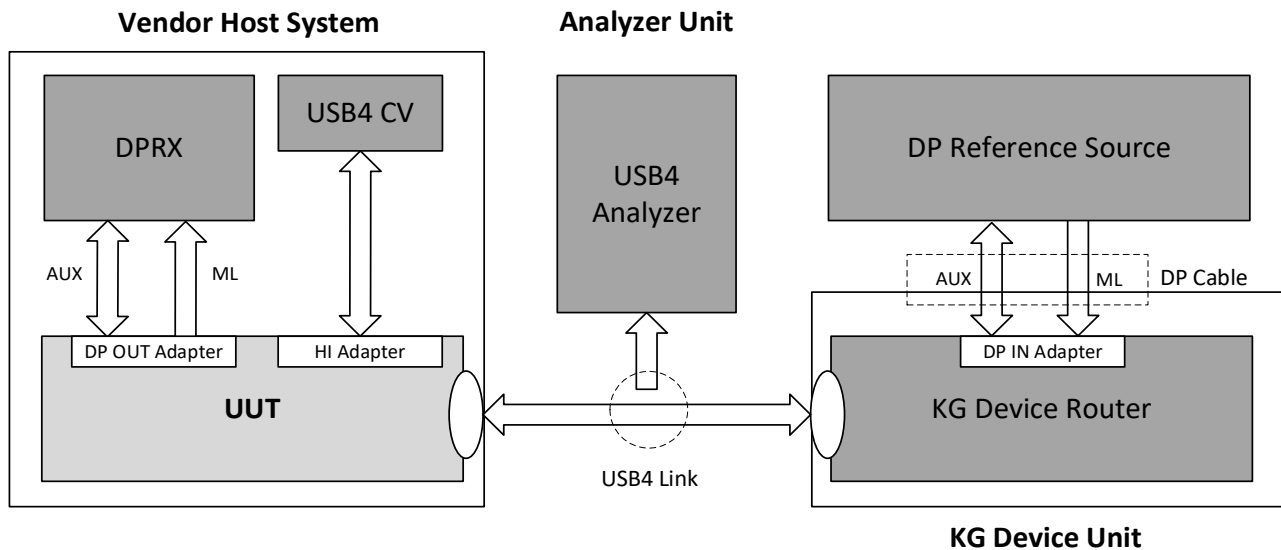 Vendor Host System
Analyzer Unit
DPRX
USB4 CV
USB4
Analyzer
DP Reference Source
AUX
ML
AUX
ML
DP Cable
DP OUT Adapter
HI Adapter
DP IN Adapter
UUT
KG Device Router
USB4 Link
KG Device Unit